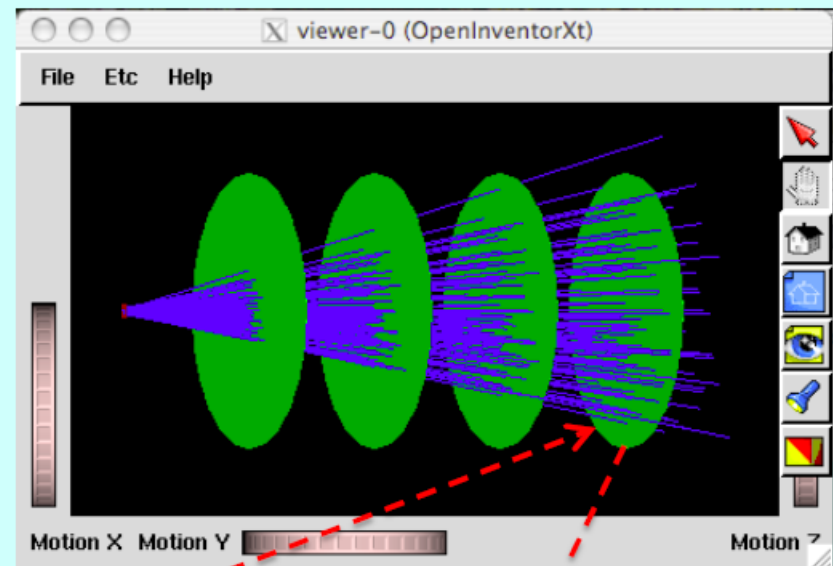 X viewer-0 (OpenInventorXt)
File Etc Help
Motion X Motion Y Motion Z